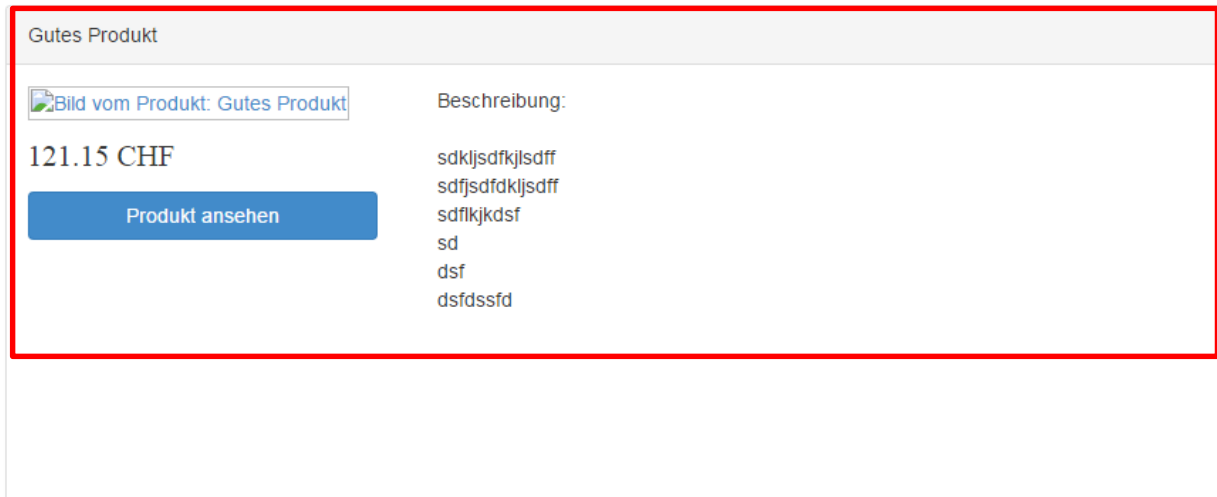 Gutes Produkt
Bild vom Produkt: Gutes Produkt
121.15 CHF
Produkt ansehen
Beschreibung:
sdkljsdfkjlsdff
sdfjsdfdkljsdff
sdflkjkdsf
sd
dsf
dsfdssfd